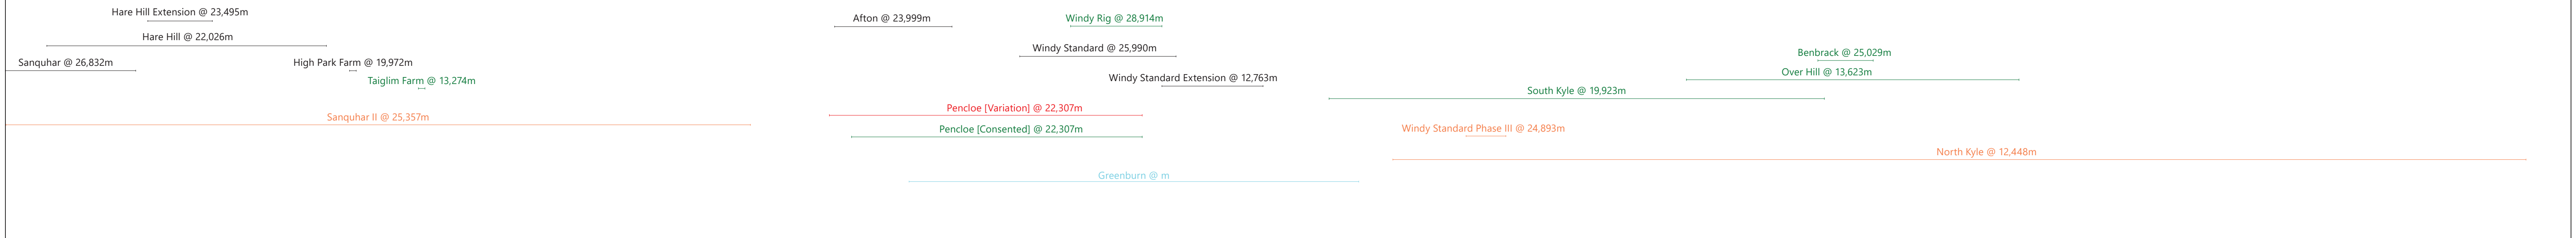 Hare Hill Extension @ 23,495m
Afton @ 23,999m
Windy Rig @ 28,914m
Hare Hill @ 22,026m
Windy Standard @ 25,990m
Benbrack @ 25,029m
Sanquhar @ 26,832m
High Park Farm @ 19,972m
Over Hill @ 13,623m
Taiglim Farm @ 13,274m
Windy Standard Extension @ 12,763m
South Kyle @ 19,923m
Pencloe [Variation] @ 22,307m
Sanquhar II @ 25,357m
Pencloe [Consented] @ 22,307m
Windy Standard Phase III @ 24,893m
North Kyle @ 12,448m
Greenburn @ m